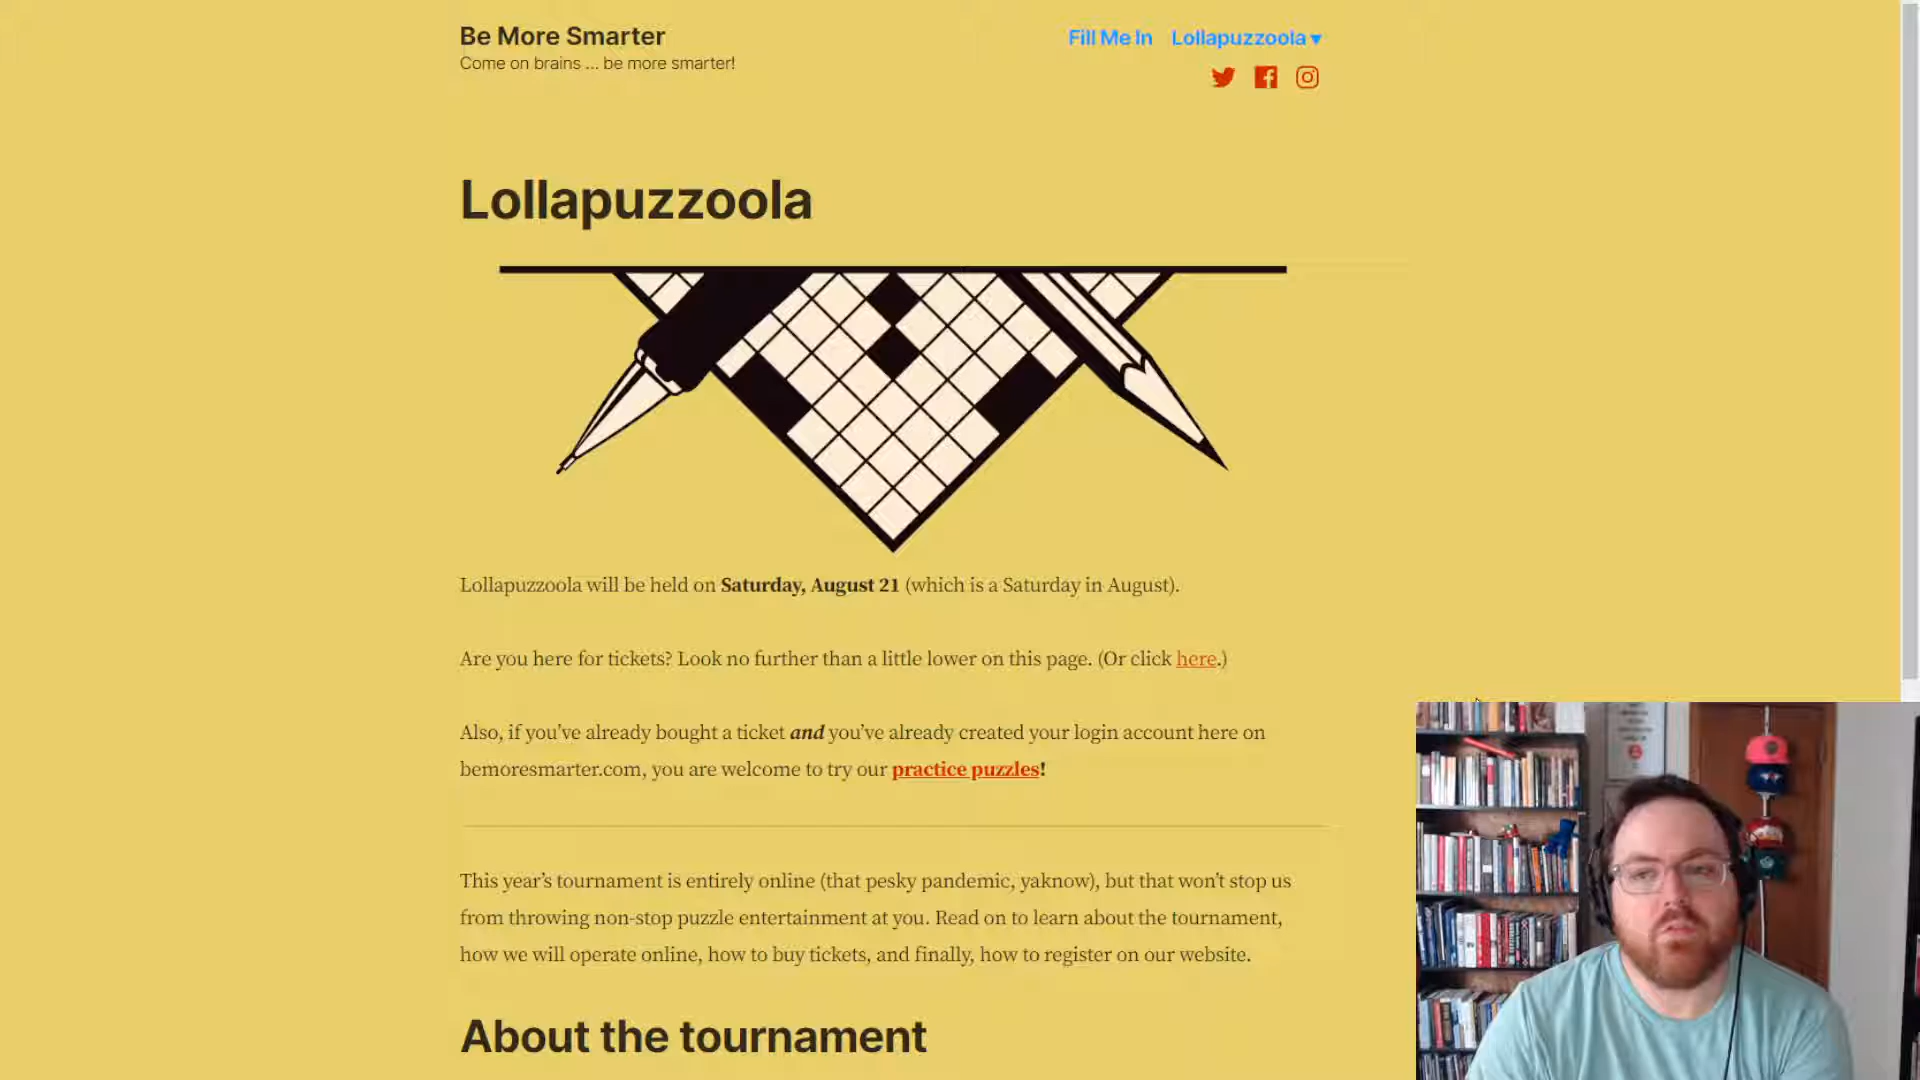 Be More Smarter
Come on brains ... be more smarter!
Fill Me In Lollapuzzoola ▾
Lollapuzzoola
Lollapuzzoola will be held on Saturday, August 21 (which is a Saturday in August).
Are you here for tickets? Look no further than a little lower on this page. (Or click here.)
Also, if you've already bought a ticket and you've already created your login account here on
bemoresmarter.com, you are welcome to try our practice puzzles!
This year's tournament is entirely online (that pesky pandemic, yaknow), but that won't stop us
from throwing non-stop puzzle entertainment at you. Read on to learn about the tournament,
how we will operate online, how to buy tickets, and finally, how to register on our website.
About the tournament